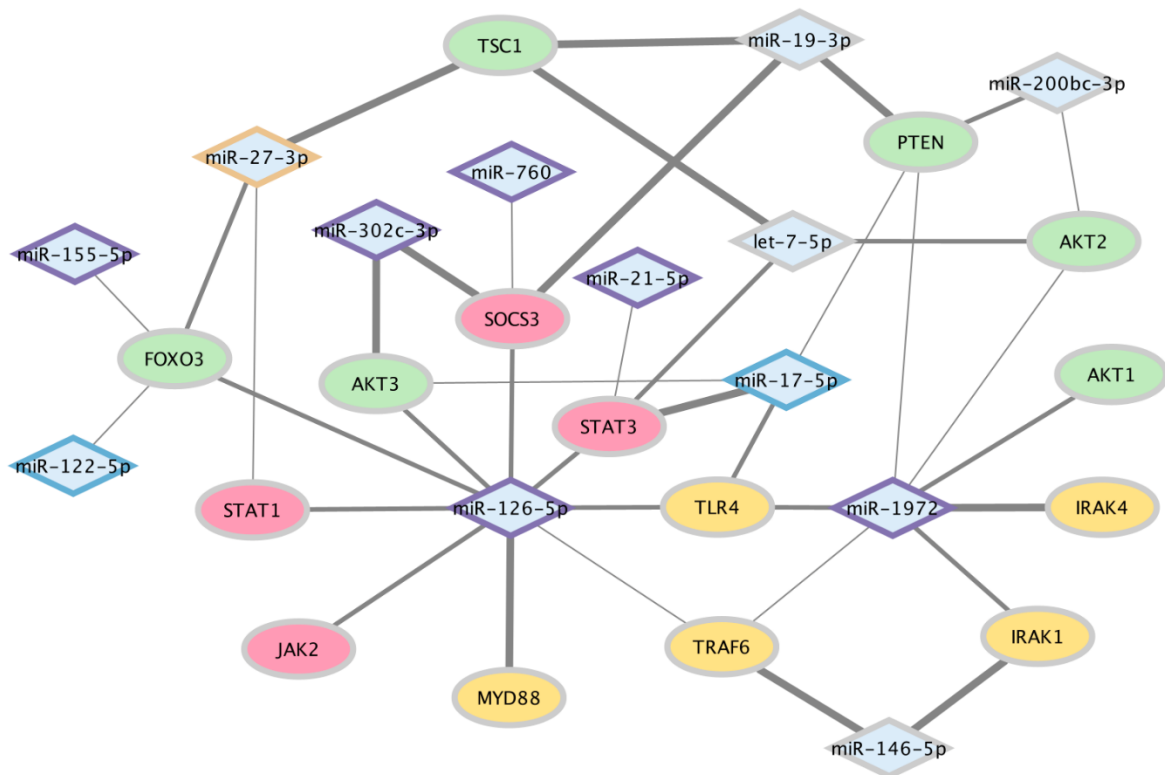 TSC1
miR-19-3p
miR-200bc-3p
PTEN
miR-27-3p
miR-760
miR-302c-3p
let-7-5p
AKT2
miR-155-5p
miR-21-5p
SOCS3
FOXO3
AKT3
miR-17-5p
AKT1
STAT3
miR-122-5p
STAT1
miR-126-5p
TLR4
miR-1972
IRAK4
JAK2
TRAF6
IRAK1
MYD88
miR-146-5p